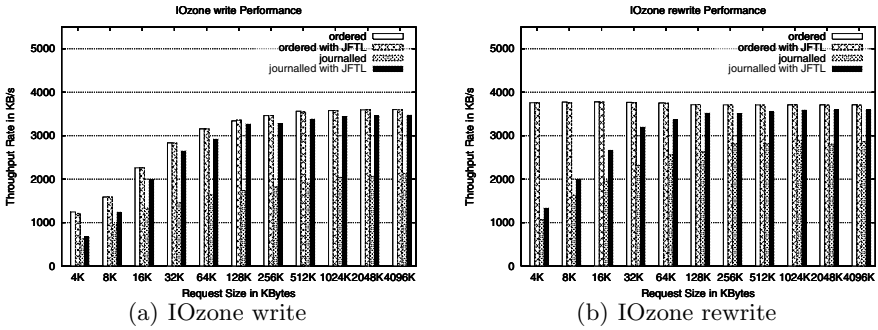 IOzone write Performance
ordered
ordered with JFTL
journalled
journalled with JFTL
Throughput Rate in KB/s
5000
4000
3000
2000
1000
0
4K 8K 16K 32K 64K 128K 256K 512K 1024K 2048K 4096K
Request Size in KBytes
(a) IOzone write
IOzone rewrite Performance
ordered
ordered with JFTL
journalled
journalled with JFTL
Throughput Rate in KB/s
5000
4000
3000
2000
1000
0
4K 8K 16K 32K 64K 128K 256K 512K 1024K 2048K 4096K
Request Size in KBytes
(b) IOzone rewrite